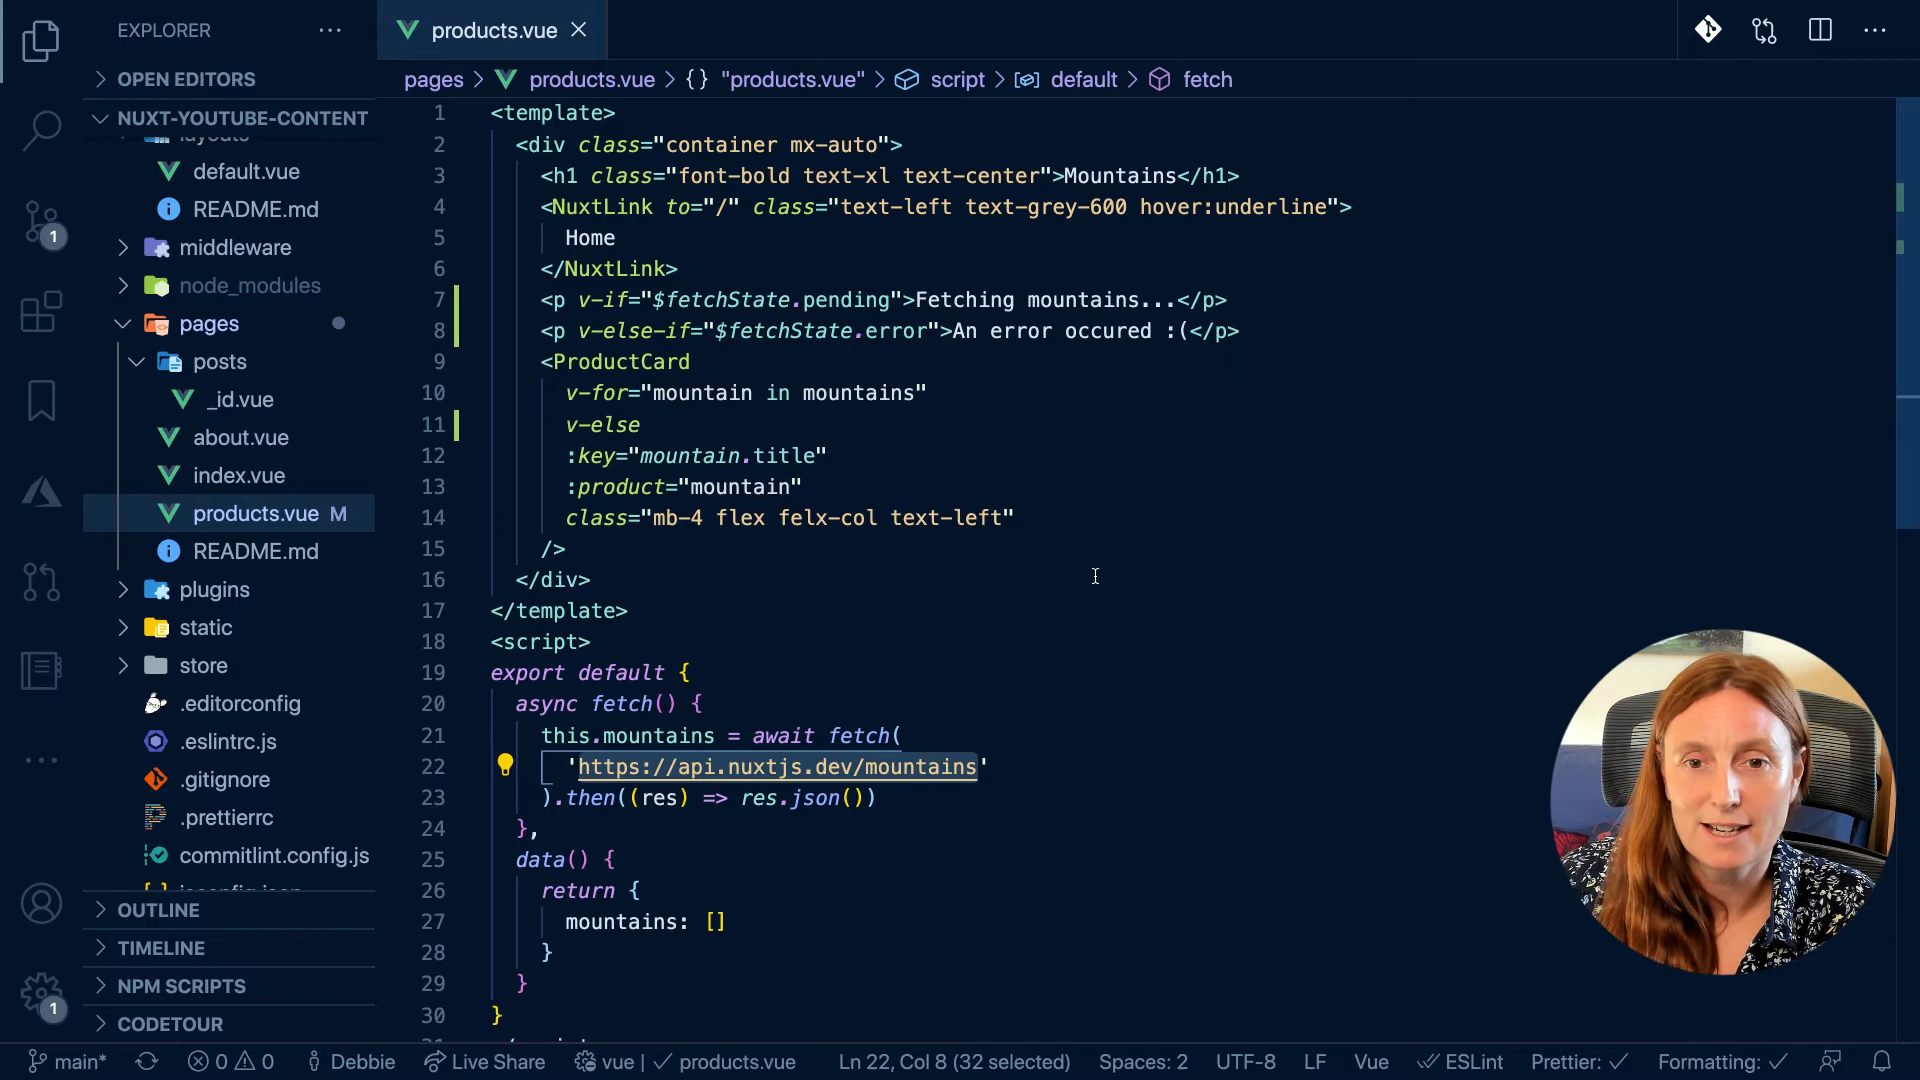 EXPLORER
products.vue
OPEN EDITORS
pages > products.vue > {} "products.vue" > script > default > fetch
NUXT-YOUTUBE-CONTENT
layouts
default.vue
README.md
middleware
node_modules
pages
posts
_id.vue
about.vue
index.vue
products.vue M
README.md
plugins
static
store
.editorconfig
.eslintrc.js
.gitignore
.prettierrc
commitlint.config.js
jsconfig.json
OUTLINE
TIMELINE
NPM SCRIPTS
CODETOUR
1
1
1 <template>
2 <div class="container mx-auto">
3 <h1 class="font-bold text-xl text-center">Mountains</h1>
4 <NuxtLink to="/" class="text-left text-grey-600 hover:underline">
5 Home
6 </NuxtLink>
7 <p v-if="$fetchState.pending">Fetching mountains...</p>
8 <p v-else-if="$fetchState.error">An error occured :(</p>
9 <ProductCard
10 v-for="mountain in mountains"
11 v-else
12 :key="mountain.title"
13 :product="mountain"
14 class="mb-4 flex felx-col text-left"
15 />
16 </div>
17 </template>
18 <script>
19 export default {
20 async fetch() {
21 this.mountains = await fetch(
22 'https://api.nuxtjs.dev/mountains'
23 ).then((res) => res.json())
24 },
25 data() {
26 return {
27 mountains: []
28 }
29 }
30 }
main* 0 0 Debbie Live Share vue | products.vue Ln 22, Col 8 (32 selected) Spaces: 2 UTF-8 LF Vue ESLint Prettier: Formatting: